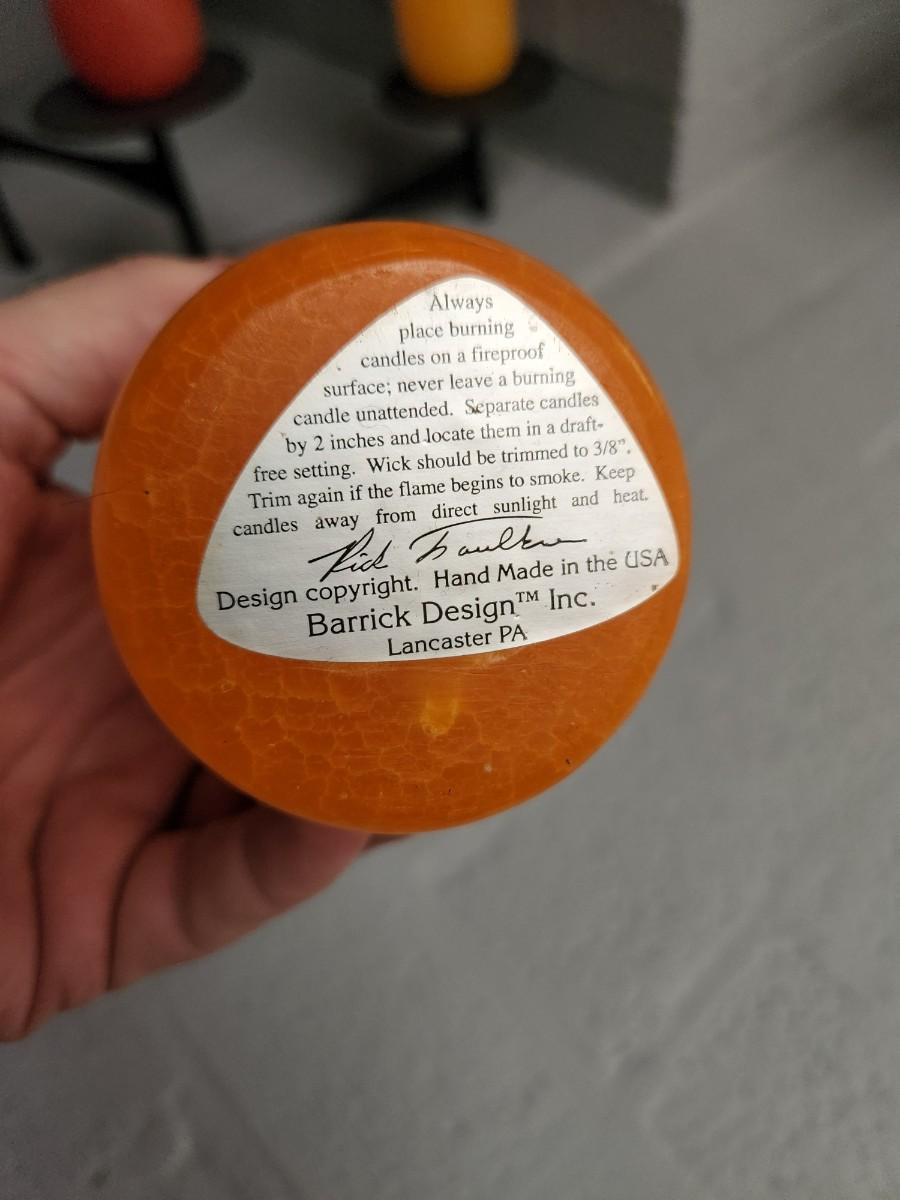 Always
place burning
candles on a fireproof
surface; never leave a burning
candle unattended. Separate candles
by 2 inches and locate them in a draft-
free setting. Wick should be trimmed to 3/8".
Trim again if the flame begins to smoke. Keep
candles away from direct sunlight and heat.
Rick Faulkner
Design copyright. Hand Made in the USA
Barrick Design™ Inc.
Lancaster PA